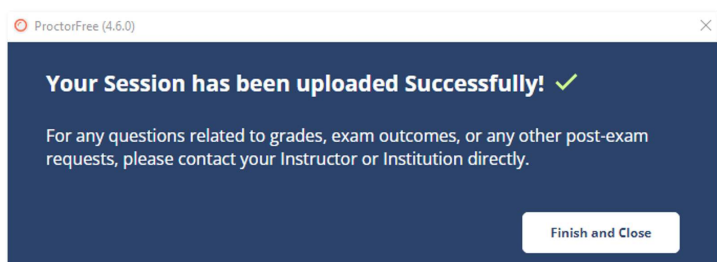 ProctorFree (4.6.0)
Your Session has been uploaded Successfully!
For any questions related to grades, exam outcomes, or any other post-exam
requests, please contact your Instructor or Institution directly.
Finish and Close